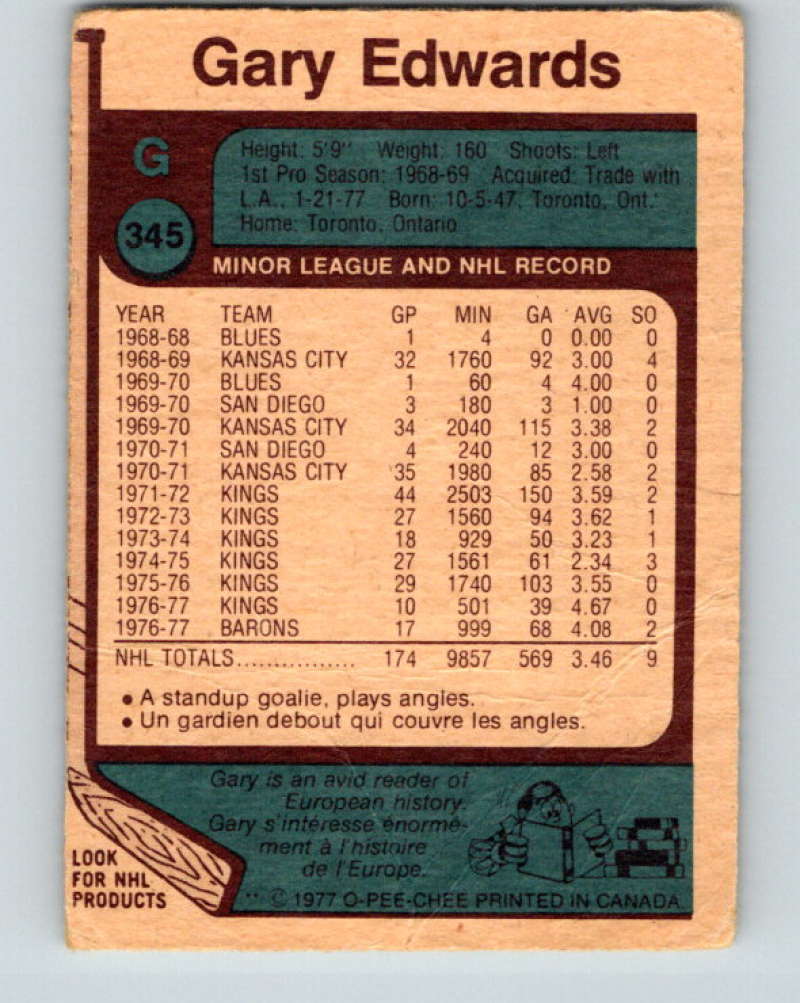 Gary Edwards
G
345
Height: 5'9" Weight: 160 Shoots: Left
1st Pro Season: 1968-69 Acquired: Trade with
L.A., 1-21-77 Born: 10-5-47, Toronto, Ont.
Home: Toronto, Ontario
MINOR LEAGUE AND NHL RECORD
YEAR TEAM GP MIN GA AVG SO
1968-68 BLUES 1 4 0 0.00 0
1968-69 KANSAS CITY 32 1760 92 3.00 4
1969-70 BLUES 1 60 4 4.00 0
1969-70 SAN DIEGO 3 180 3 1.00 0
1969-70 KANSAS CITY 34 2040 115 3.38 2
1970-71 SAN DIEGO 4 240 12 3.00 0
1970-71 KANSAS CITY 35 1980 85 2.58 2
1971-72 KINGS 44 2503 150 3.59 2
1972-73 KINGS 27 1560 94 3.62 1
1973-74 KINGS 18 929 50 3.23 1
1974-75 KINGS 27 1561 61 2.34 3
1975-76 KINGS 29 1740 103 3.55 0
1976-77 KINGS 10 501 39 4.67 0
1976-77 BARONS 17 999 68 4.08 2
NHL TOTALS................ 174 9857 569 3.46 9
• A standup goalie, plays angles.
• Un gardien debout qui couvre les angles.
Gary is an avid reader of
European history.
Gary s'intéresse énormé-
ment à l'histoire
de l'Europe.
LOOK
FOR NHL
PRODUCTS
** © 1977 O-PEE-CHEE PRINTED IN CANADA.